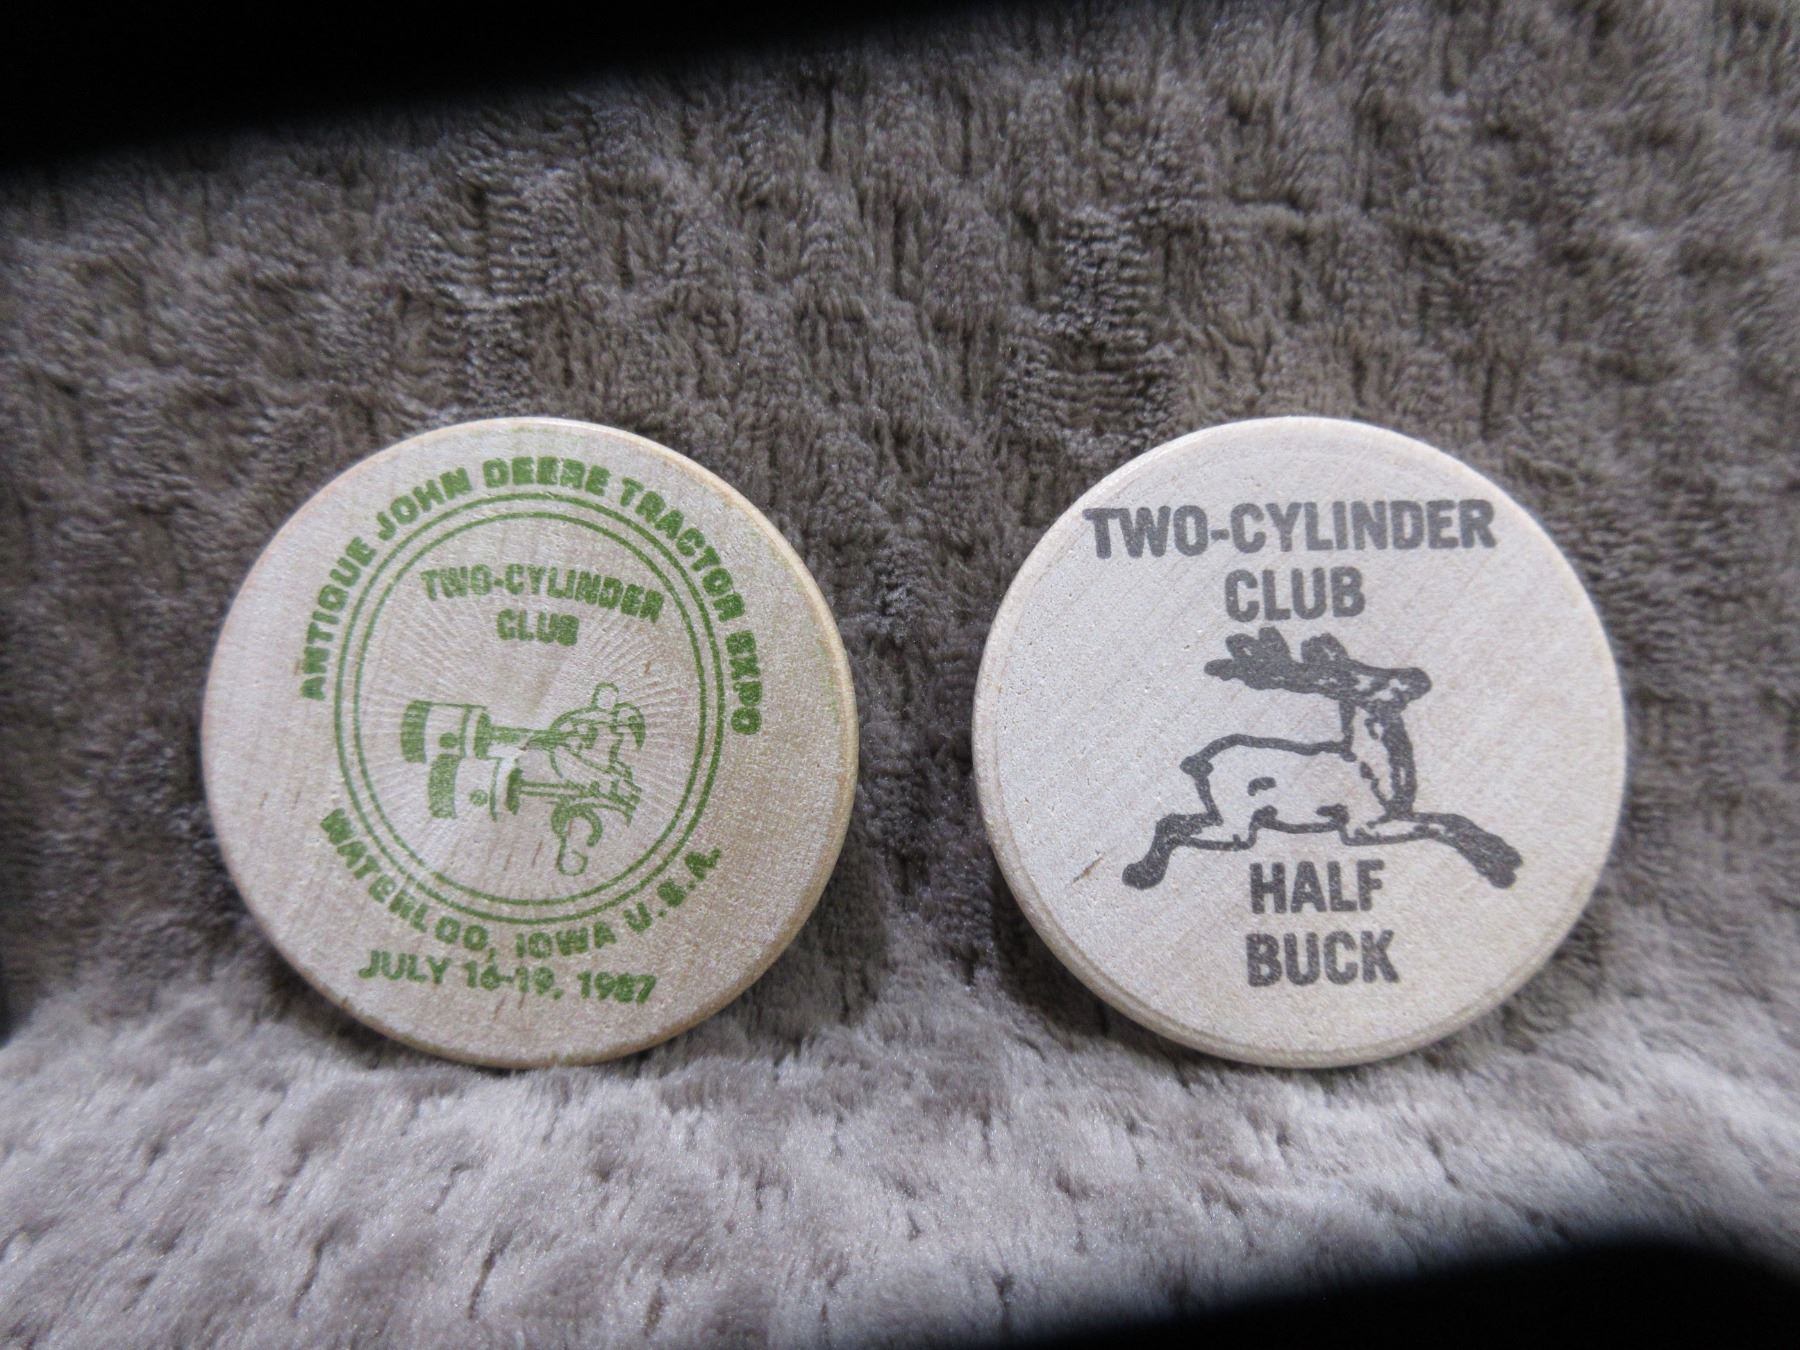 ANTIQUE JOHN DEERE TRACTOR EXPO
TWO-CYLINDER
CLUB
WATERLOO, IOWA U.S.A.
JULY 16-19, 1987
TWO-CYLINDER
CLUB
HALF
BUCK